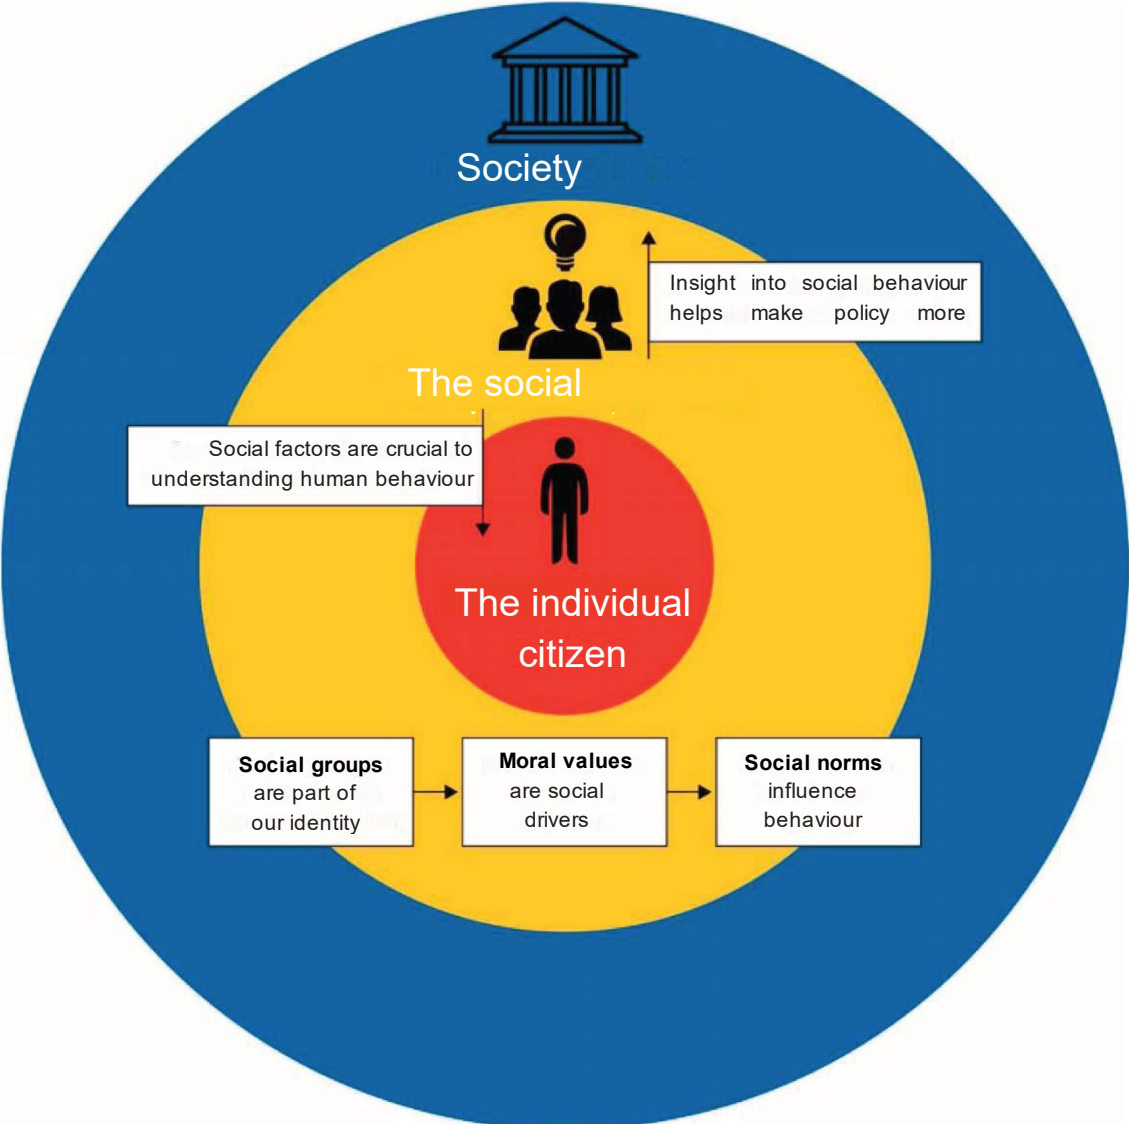 Society
Insight into social behaviour
helps make policy more
The social
Social factors are crucial to
understanding human behaviour
The individual
citizen
Social groups
are part of
our identity
Moral values
are social
drivers
Social norms
influence
behaviour